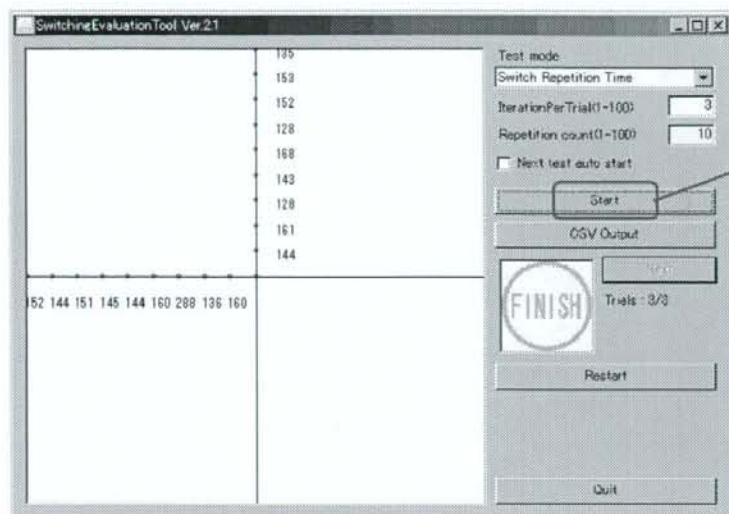 SwitchingEvaluationTool Ver.2.1
135
153
152
128
168
143
128
161
144
152 144 151 145 144 160 288 136 160
Test mode
Switch Repetition Time
IterationPerTrial(1-100) 3
Repetition count(1-100) 10
Next test auto start
Start
CSV Output
FINISH
Next
Trials : 3/3
Restart
Quit